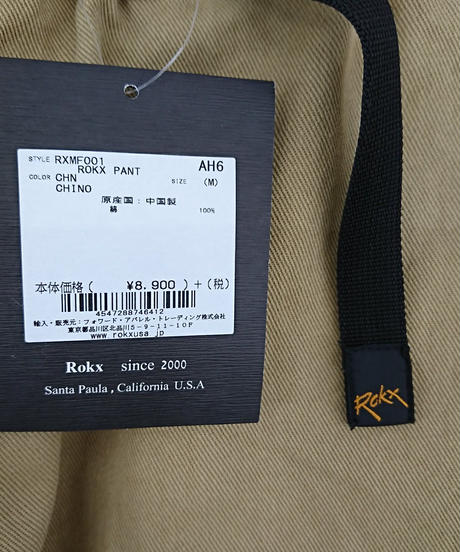 STYLE RXMF001 AH6
ROKX PANT
COLOR CHN SIZE (M)
CHINO
原産国：中国製
綿 100%
本体価格( ¥8,900 )+(税)
4547288746412
輸入・販売元：フォワード・アパレル・トレーディング株式会社
東京都品川区北品川5-9-11-10F
www.rokxusa.jp
Rokx since 2000
Santa Paula, California U.S.A
Rokx